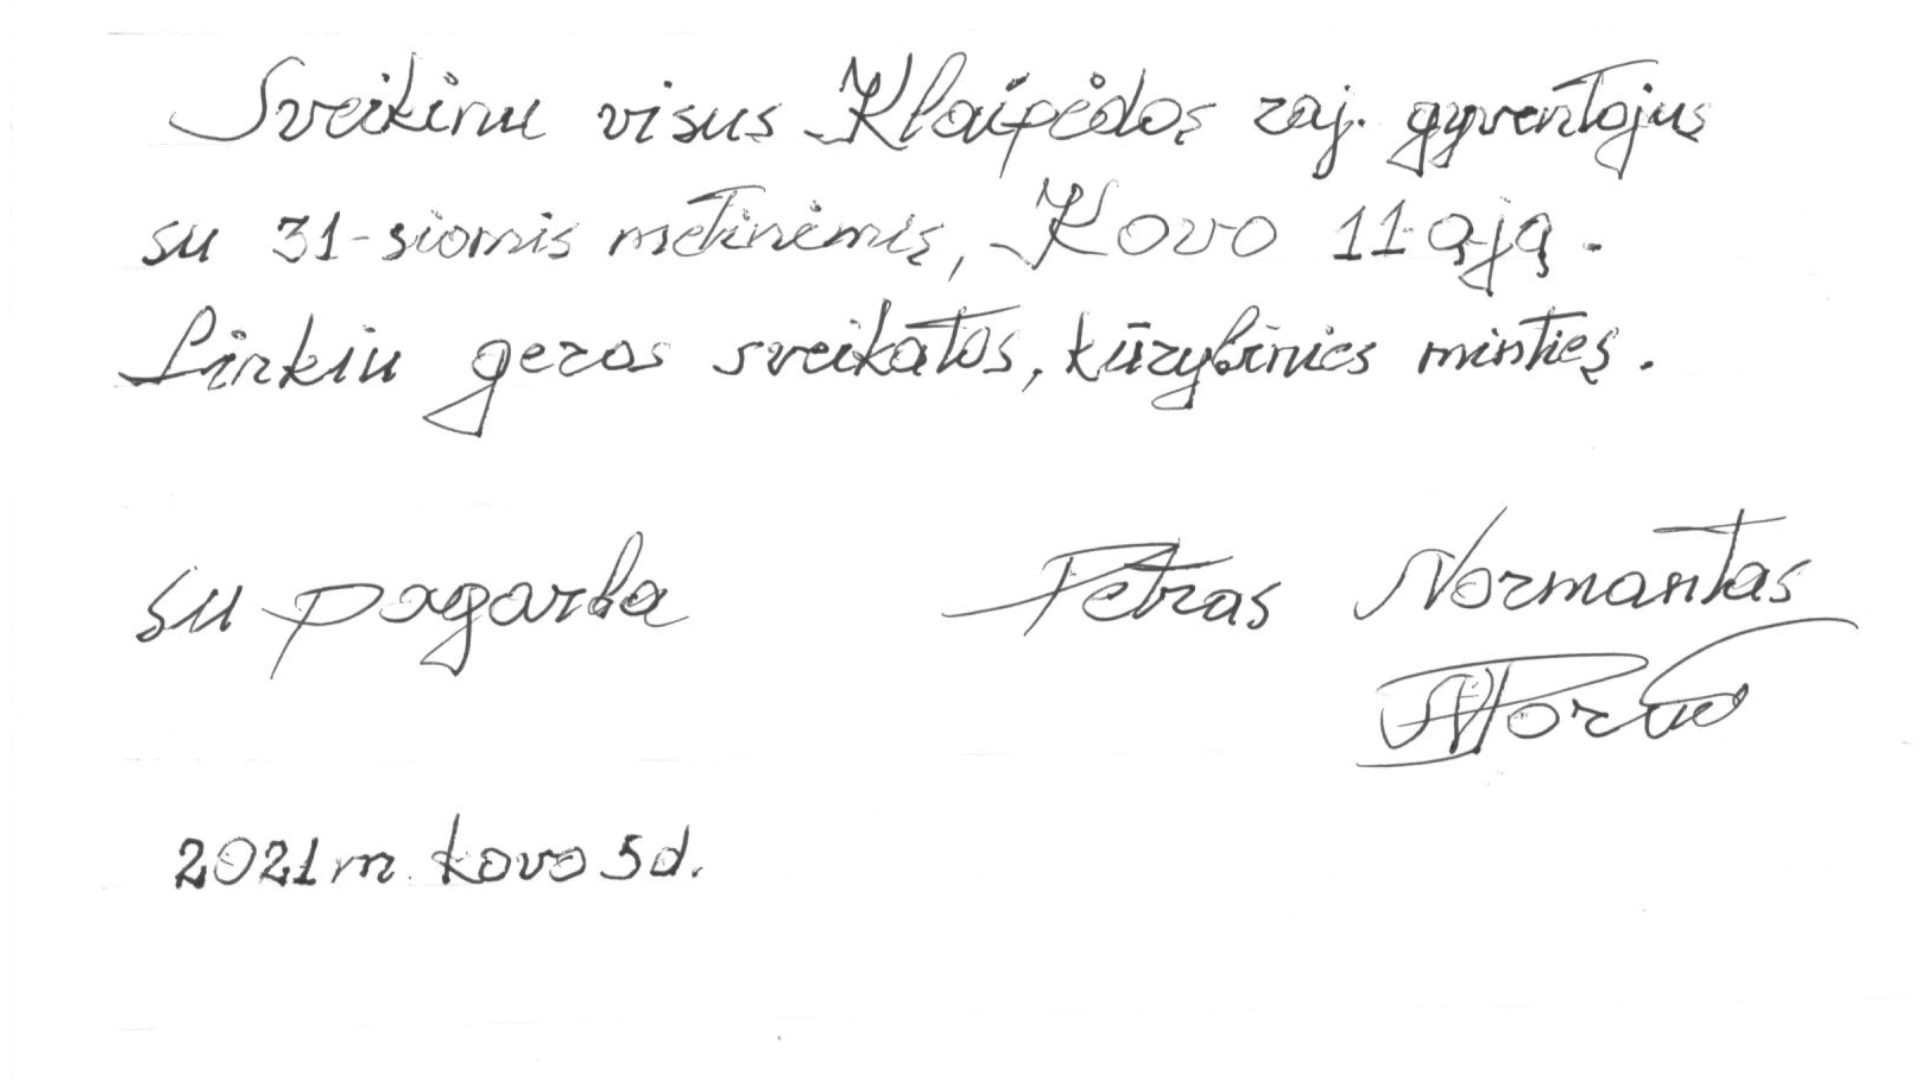 Sveikinu visus Klaipėdos raj. gyventojus
su 31-siomis metinėmis, Kovo 11-ąją.
Linkiu geros sveikatos, kūrybinies minties.
su pagarba Petras Normantas
2021 m. kovo 5 d.